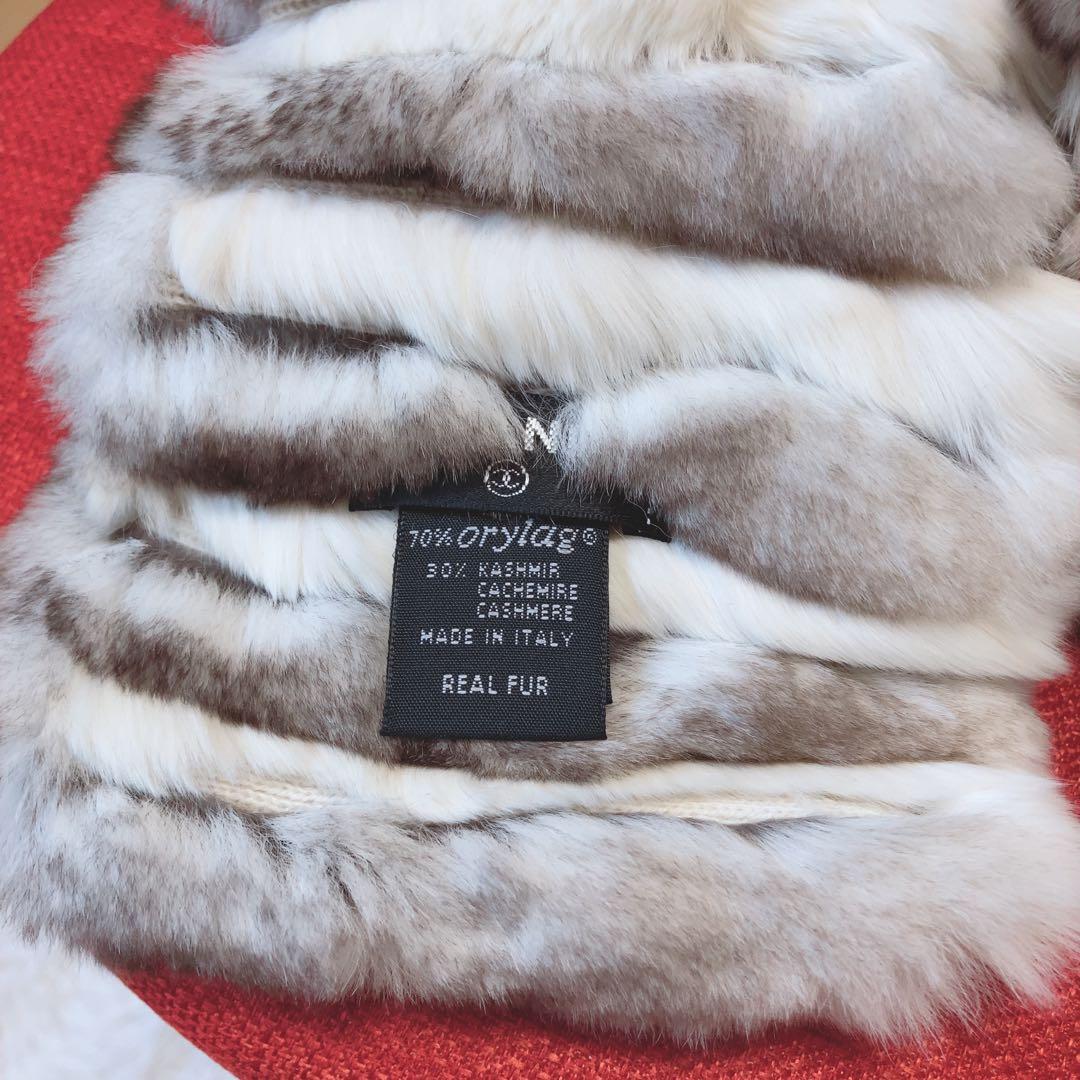 N
70% orylag©
30% KASHMIR
CACHEMIRE
CASHMERE
MADE IN ITALY
REAL FUR